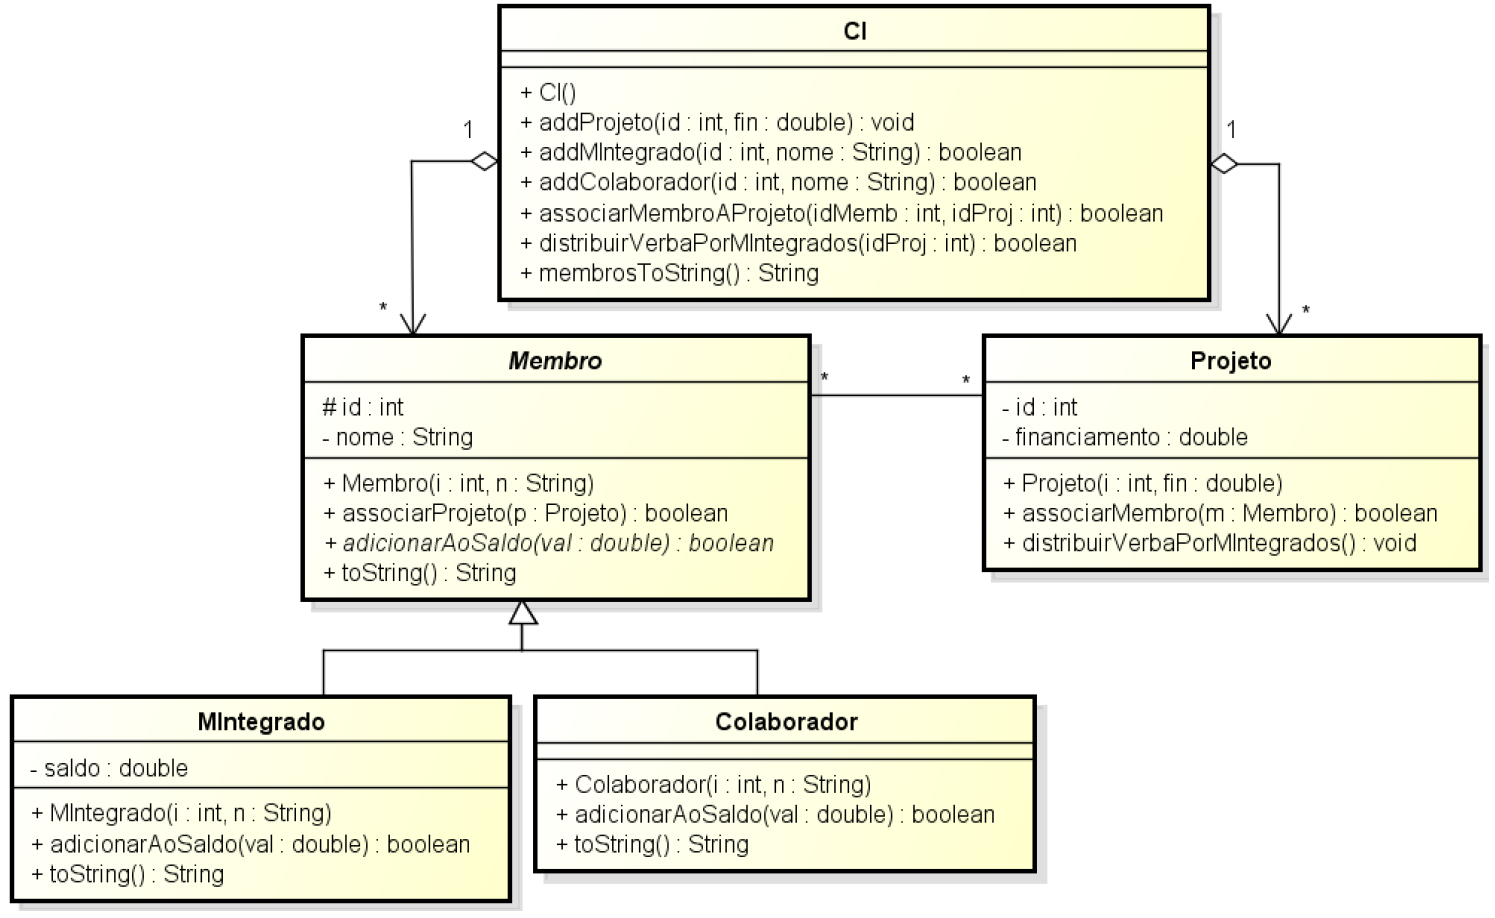 CI
+ CI()
+ addProjeto(id : int, fin : double) : void
+ addMIntegrado(id : int, nome : String) : boolean
+ addColaborador(id : int, nome : String) : boolean
+ associarMembroAProjeto(idMemb : int, idProj : int) : boolean
+ distribuirVerbaPorMIntegrados(idProj : int) : boolean
+ membrosToString() : String
1
1
*
*
Membro
# id : int
- nome : String
+ Membro(i : int, n : String)
+ associarProjeto(p : Projeto) : boolean
+ adicionarAoSaldo(val : double) : boolean
+ toString() : String
*
*
Projeto
- id : int
- financiamento : double
+ Projeto(i : int, fin : double)
+ associarMembro(m : Membro) : boolean
+ distribuirVerbaPorMIntegrados() : void
MIntegrado
- saldo : double
+ MIntegrado(i : int, n : String)
+ adicionarAoSaldo(val : double) : boolean
+ toString() : String
Colaborador
+ Colaborador(i : int, n : String)
+ adicionarAoSaldo(val : double) : boolean
+ toString() : String